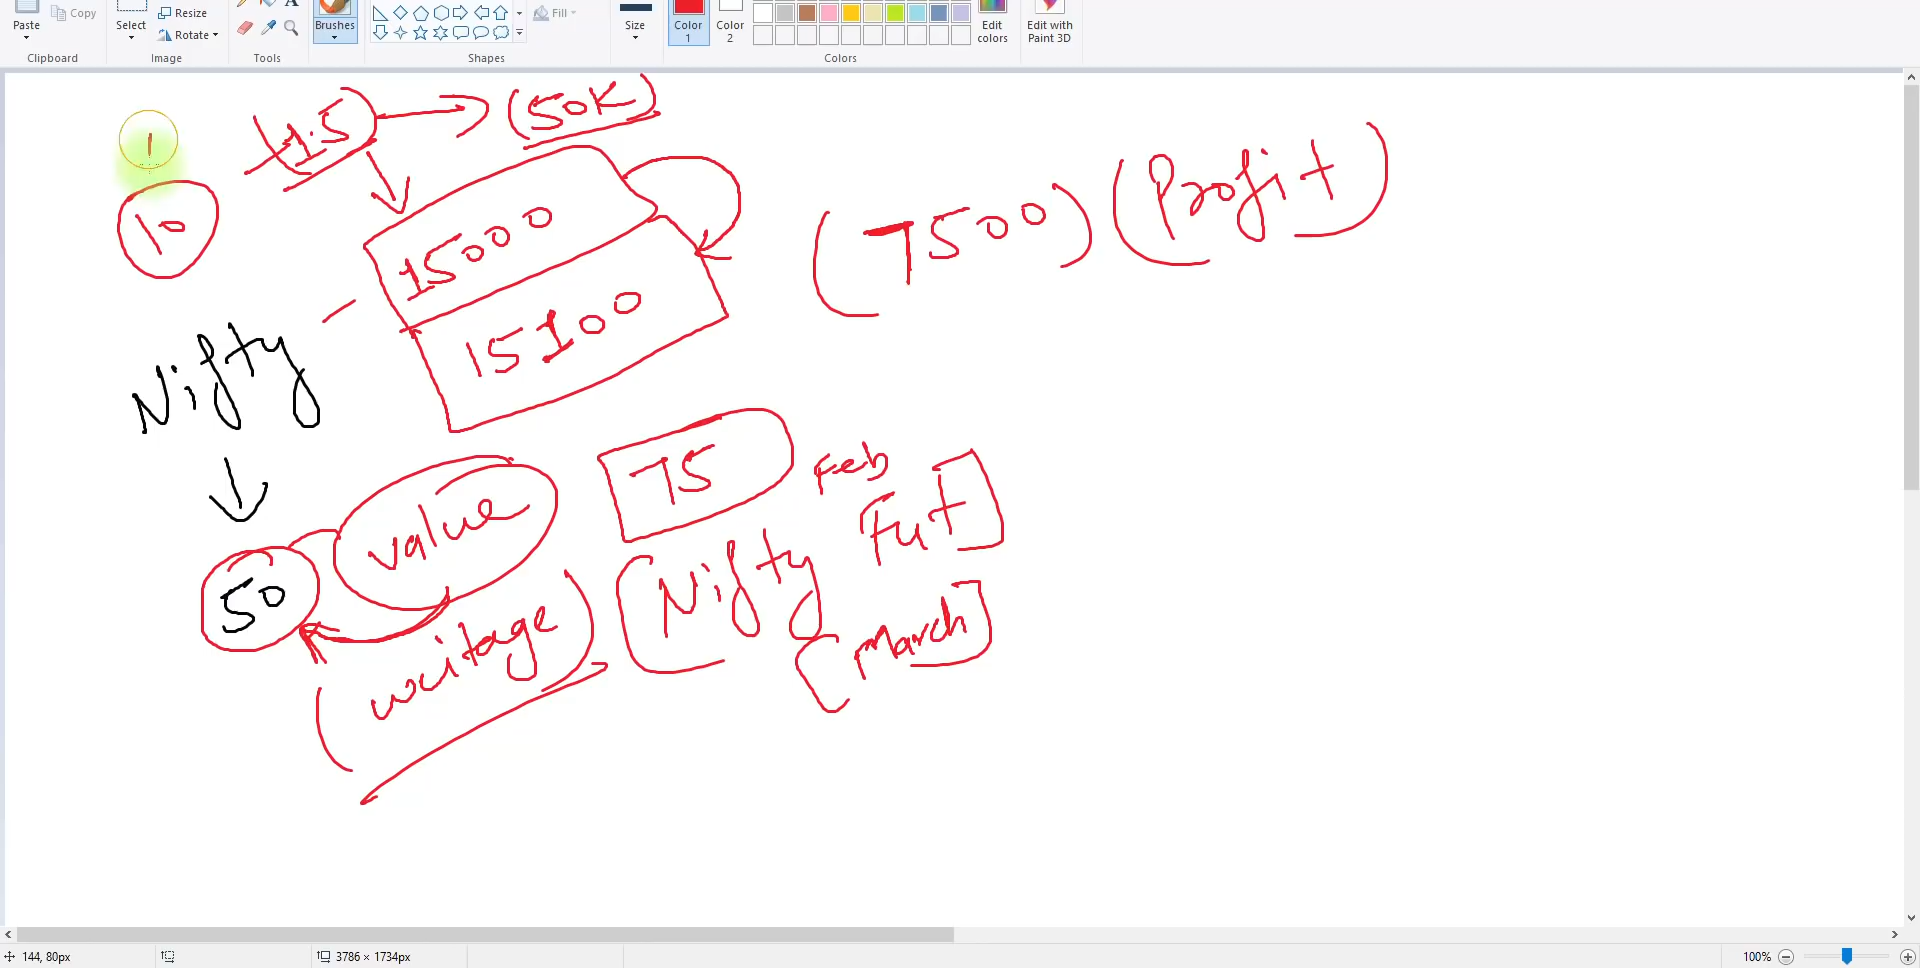 Paste
Copy
Select
Resize
Rotate
Brushes
Fill
Size
Color 1
Color 2
Edit colors
Edit with Paint 3D
Clipboard
Image
Tools
Shapes
Colors
1
1.5
(50K)
10
15000
(7500)
(Profit)
Nifty
15100
75
Feb
Fut
value
50
Nifty
March
weitage
144, 80px
3786 × 1734px
100%